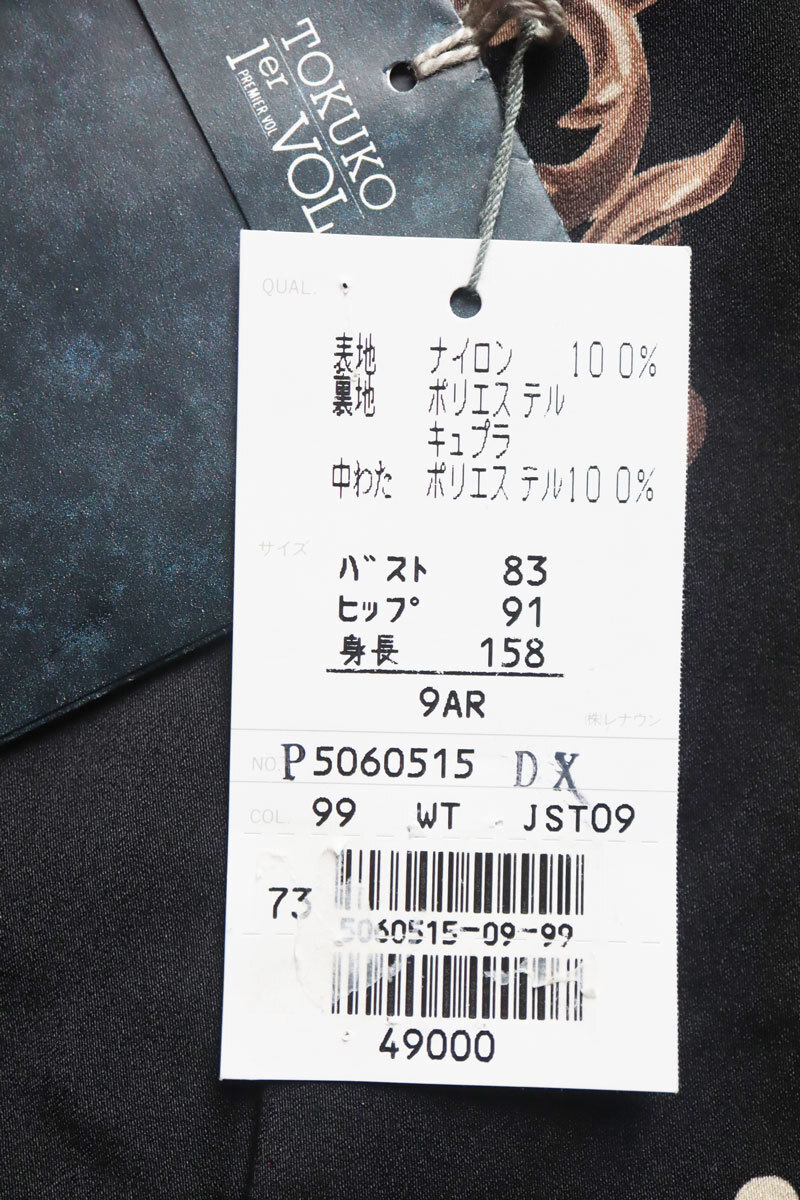 TOKUKO
1er VOL
PREMIER VOL
QUAL.
表地 ナイロン 100%
裏地 ポリエステル
キュプラ
中わた ポリエステル100%
サイズ
バスト 83
ヒップ 91
身長 158
9AR
㈱レナウン
NO. P5060515 DX
COL. 99 WT JST09
73
5060515-09-99
49000